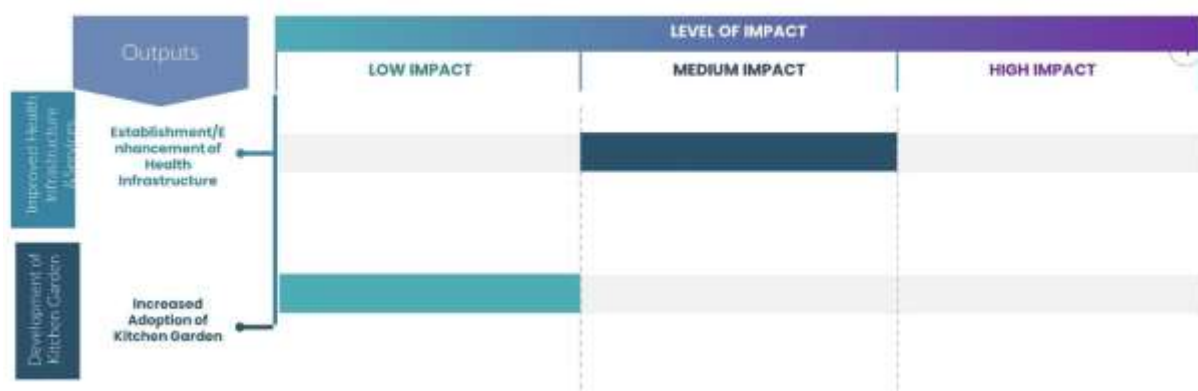 Outputs
LEVEL OF IMPACT
LOW IMPACT
MEDIUM IMPACT
HIGH IMPACT
Improved Health
Infrastructure
&Services
Establishment/E
nhancement of
Health
Infrastructure
Development of
Kitchen Garden
Increased
Adoption of
Kitchen Garden